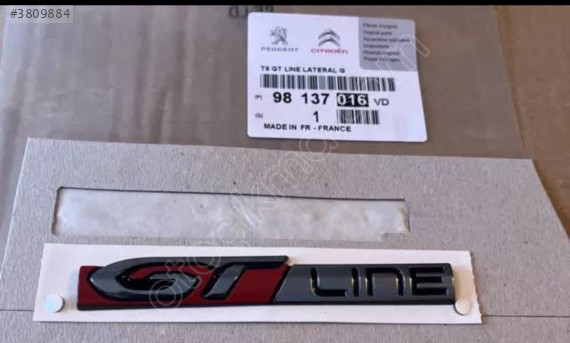 #3809884
PEUGEOT CITROËN
T9 GT LINE LATERAL G
(P) 98 137 016 VD
(Q) 1
MADE IN FR - FRANCE
GT LINE